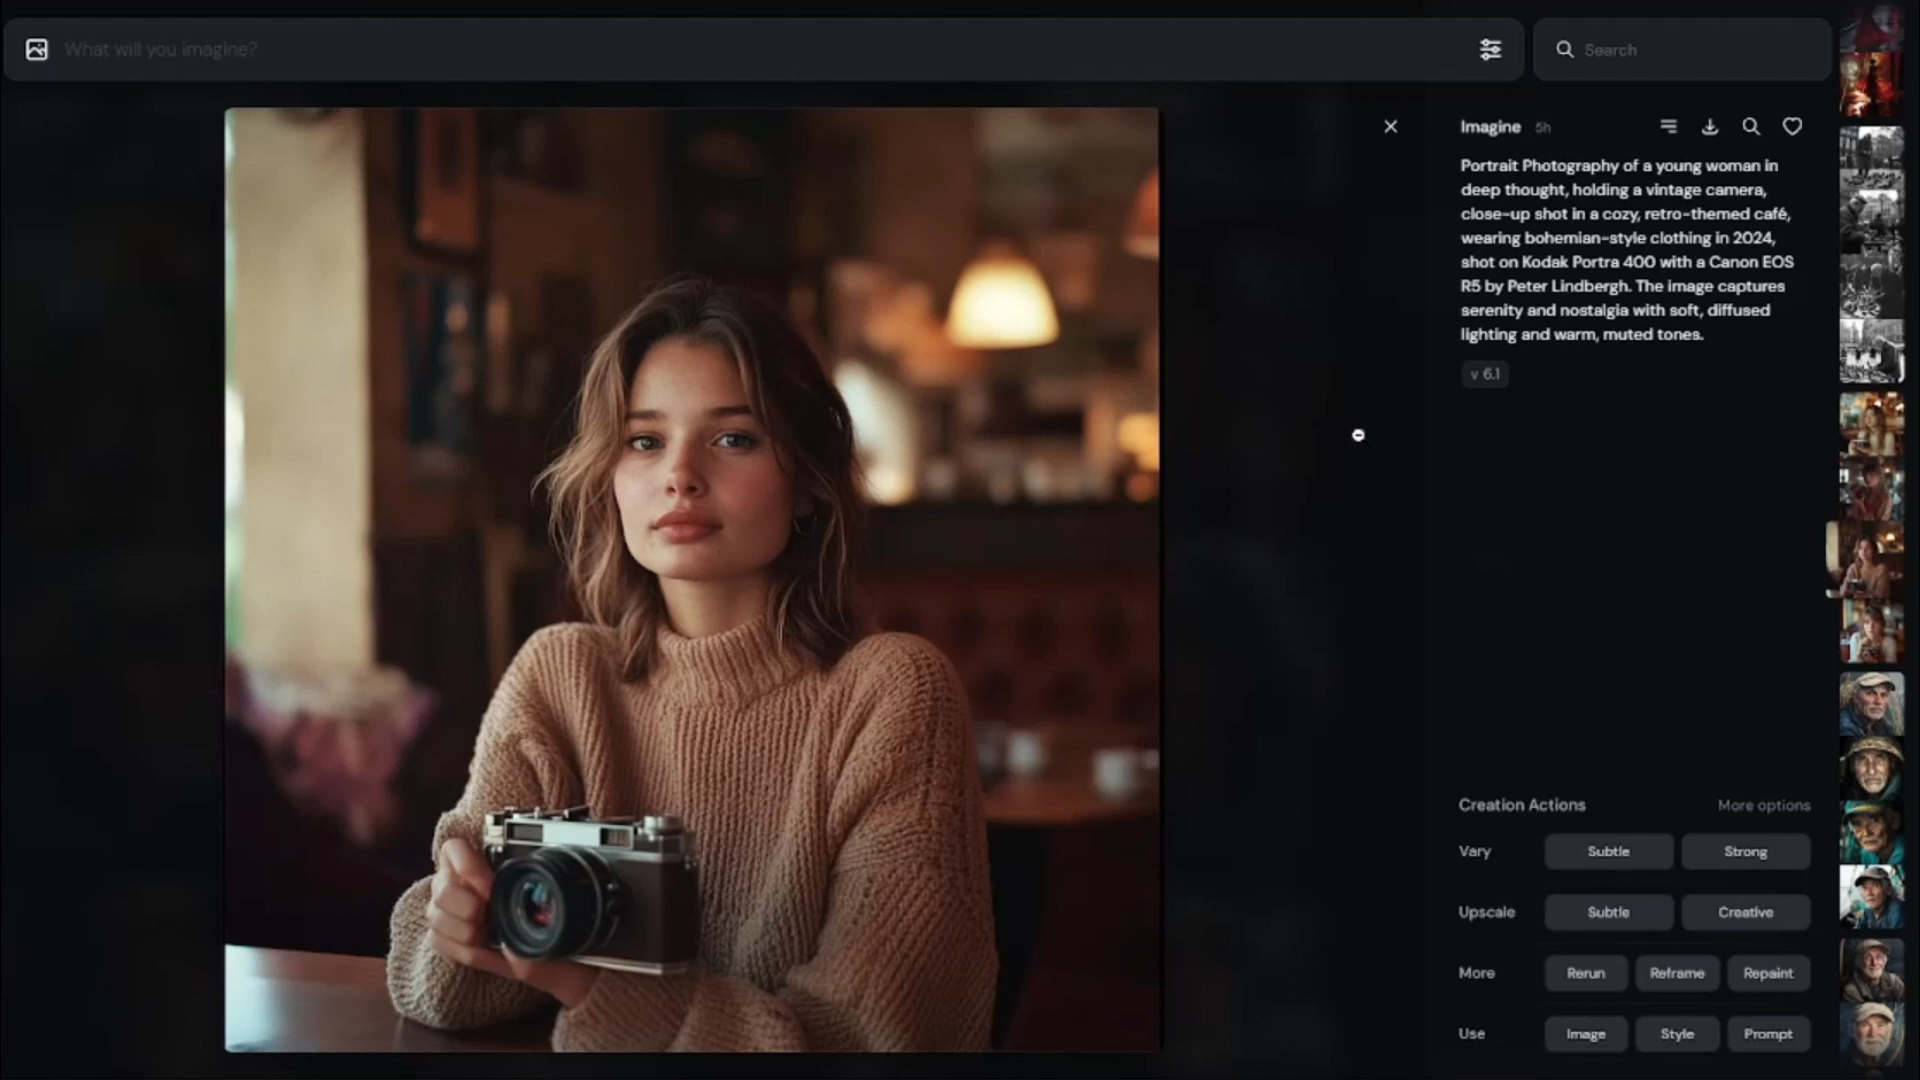 What will you imagine?
Search
Imagine 5h
Portrait Photography of a young woman in
deep thought, holding a vintage camera,
close-up shot in a cozy, retro-themed café,
wearing bohemian-style clothing in 2024,
shot on Kodak Portra 400 with a Canon EOS
R5 by Peter Lindbergh. The image captures
serenity and nostalgia with soft, diffused
lighting and warm, muted tones.
v 6.1
Creation Actions More options
Vary Subtle Strong
Upscale Subtle Creative
More Rerun Reframe Repaint
Use Image Style Prompt